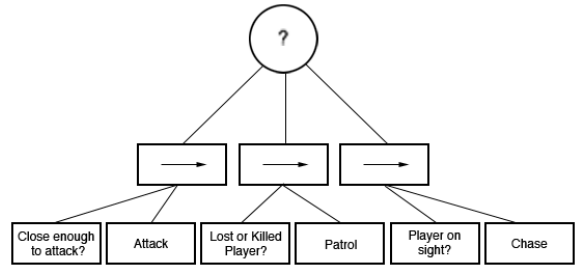 ?
Close enough
to attack?
Attack
Lost or Killed
Player?
Patrol
Player on
sight?
Chase